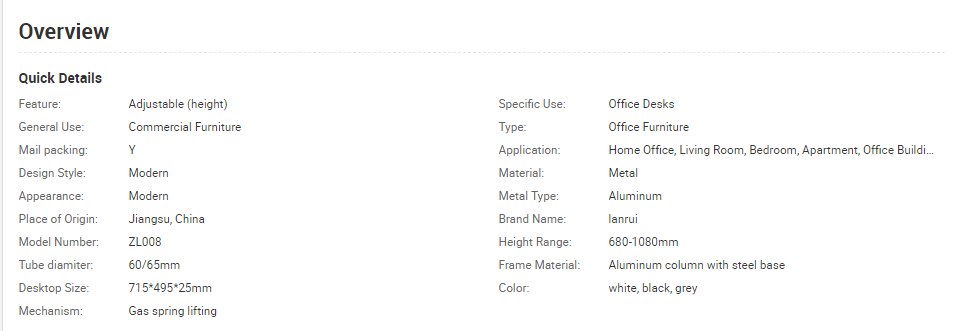 Overview
Quick Details
Feature: Adjustable (height) Specific Use: Office Desks
General Use: Commercial Furniture Type: Office Furniture
Mail packing: Y Application: Home Office, Living Room, Bedroom, Apartment, Office Buildi...
Design Style: Modern Material: Metal
Appearance: Modern Metal Type: Aluminum
Place of Origin: Jiangsu, China Brand Name: lanrui
Model Number: ZL008 Height Range: 680-1080mm
Tube diamiter: 60/65mm Frame Material: Aluminum column with steel base
Desktop Size: 715*495*25mm Color: white, black, grey
Mechanism: Gas spring lifting